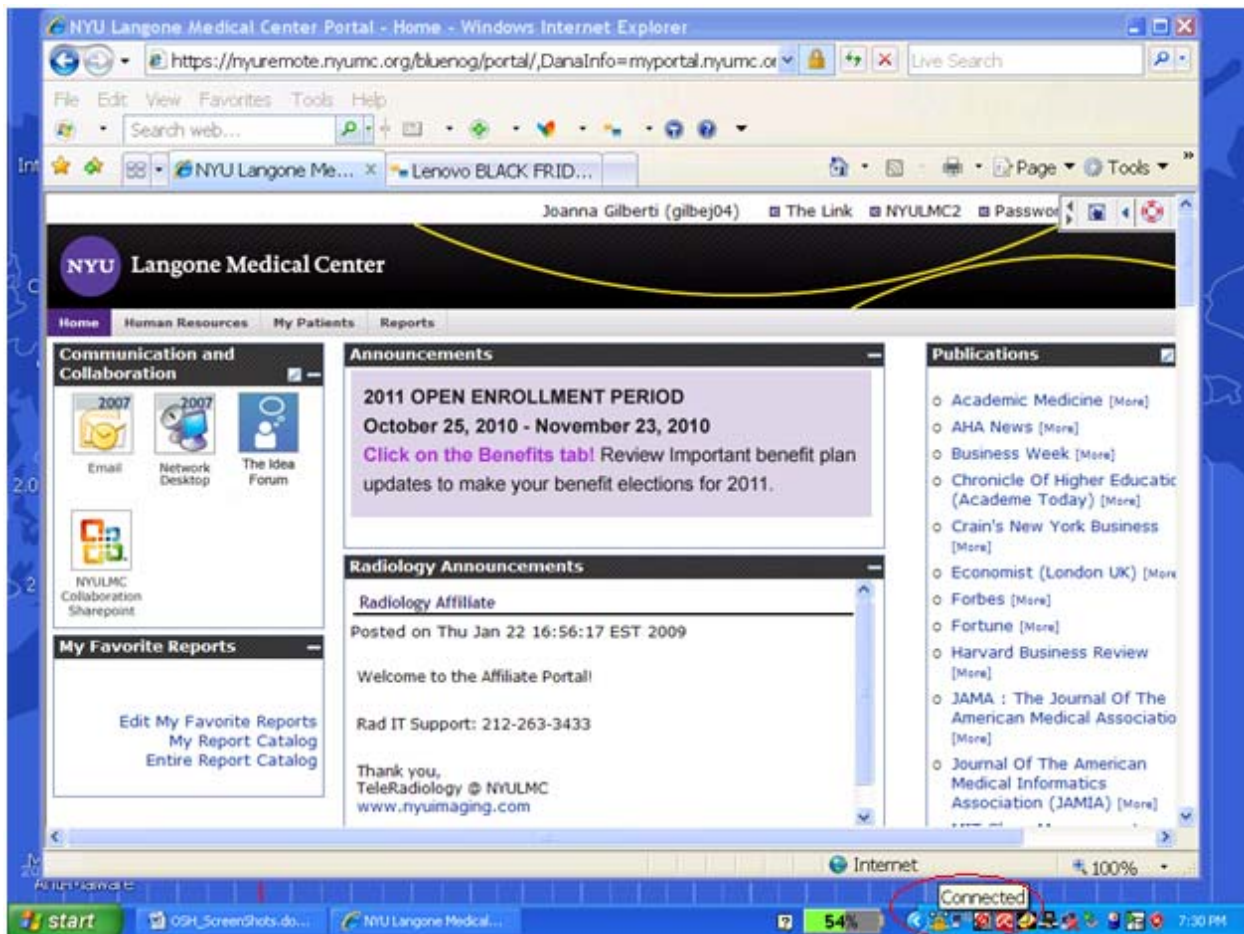 NYU Langone Medical Center Portal - Home - Windows Internet Explorer
https://nyuremote.nyumc.org/bluenog/portal/,DanaInfo=myportal.nyumc.or
Live Search
File Edit View Favorites Tools Help
Search web...
NYU Langone Me... Lenovo BLACK FRID...
Page Tools
Joanna Gilberti (gilbej04) The Link NYULMC2
NYU Langone Medical Center
Home Human Resources My Patients Reports
Communication and
Collaboration
2007 2007
Email
Network
Desktop
The Idea
Forum
NYULMC
Collaboration
Sharepoint
My Favorite Reports
Edit My Favorite Reports
My Report Catalog
Entire Report Catalog
Announcements
2011 OPEN ENROLLMENT PERIOD
October 25, 2010 - November 23, 2010
Click on the Benefits tab! Review Important benefit plan
updates to make your benefit elections for 2011.
Radiology Announcements
Radiology Affiliate
Posted on Thu Jan 22 16:56:17 EST 2009
Welcome to the Affiliate Portal!
Rad IT Support: 212-263-3433
Thank you,
TeleRadiology @ NYULMC
www.nyuimaging.com
Publications
Academic Medicine [More]
AHA News [More]
Business Week [More]
Chronicle Of Higher Educatic
(Academe Today) [More]
Crain's New York Business
[More]
Economist (London UK) [More
Forbes [More]
Fortune [More]
Harvard Business Review
[More]
JAMA : The Journal Of The
American Medical Associatio
[More]
Journal Of The American
Medical Informatics
Association (JAMIA) [More]
Internet 100%
Connected
start OSH_ScreenShots.do... NYU Langone Medical... 54% 7:30 PM